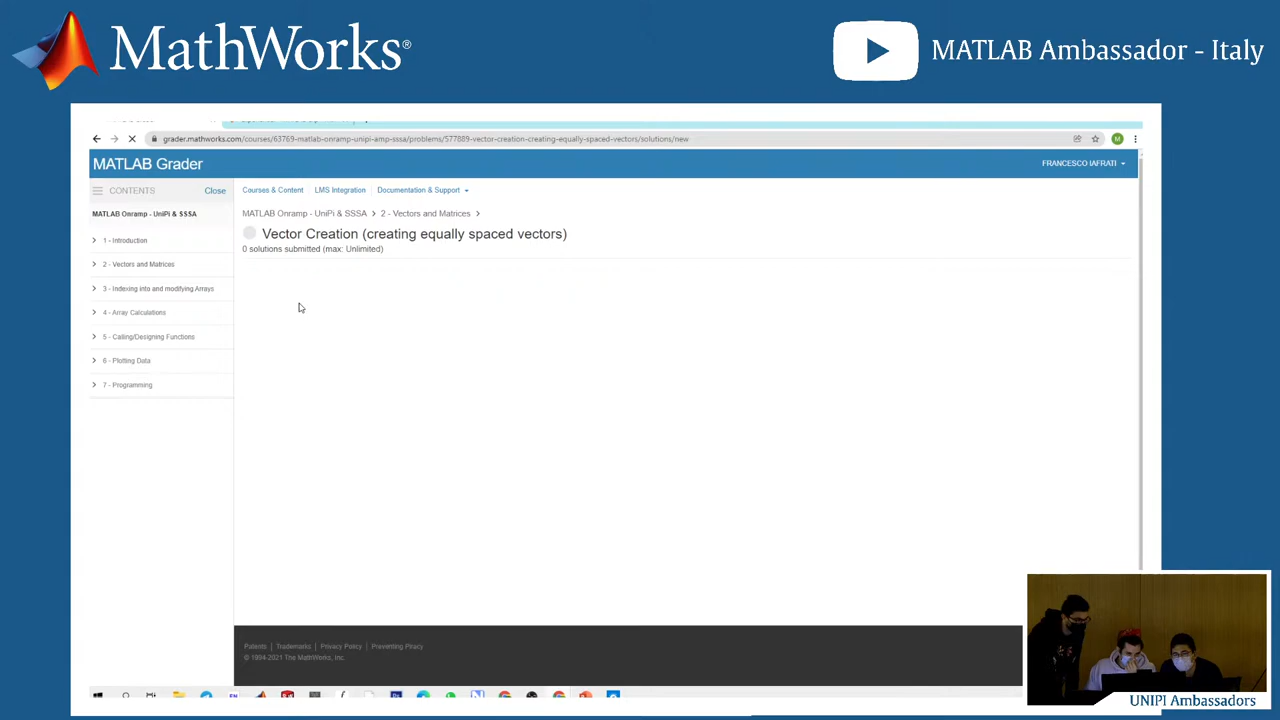 MathWorks®
MATLAB Ambassador - Italy
grader.mathworks.com/courses/63769-matlab-onramp-unipi-amp-sssa/problems/577889-vector-creation-creating-equally-spaced-vectors/solutions/new
M
MATLAB Grader
FRANCESCO IAFRATI
CONTENTS
Close
Courses & Content
LMS Integration
Documentation & Support
MATLAB Onramp - UniPi & SSSA
MATLAB Onramp - UniPi & SSSA
2 - Vectors and Matrices
Vector Creation (creating equally spaced vectors)
0 solutions submitted (max: Unlimited)
1 - Introduction
2 - Vectors and Matrices
3 - Indexing into and modifying Arrays
4 - Array Calculations
5 - Calling/Designing Functions
6 - Plotting Data
7 - Programming
Patents | Trademarks | Privacy Policy | Preventing Piracy
© 1994-2021 The MathWorks, Inc.
EN
UNIPI Ambassadors